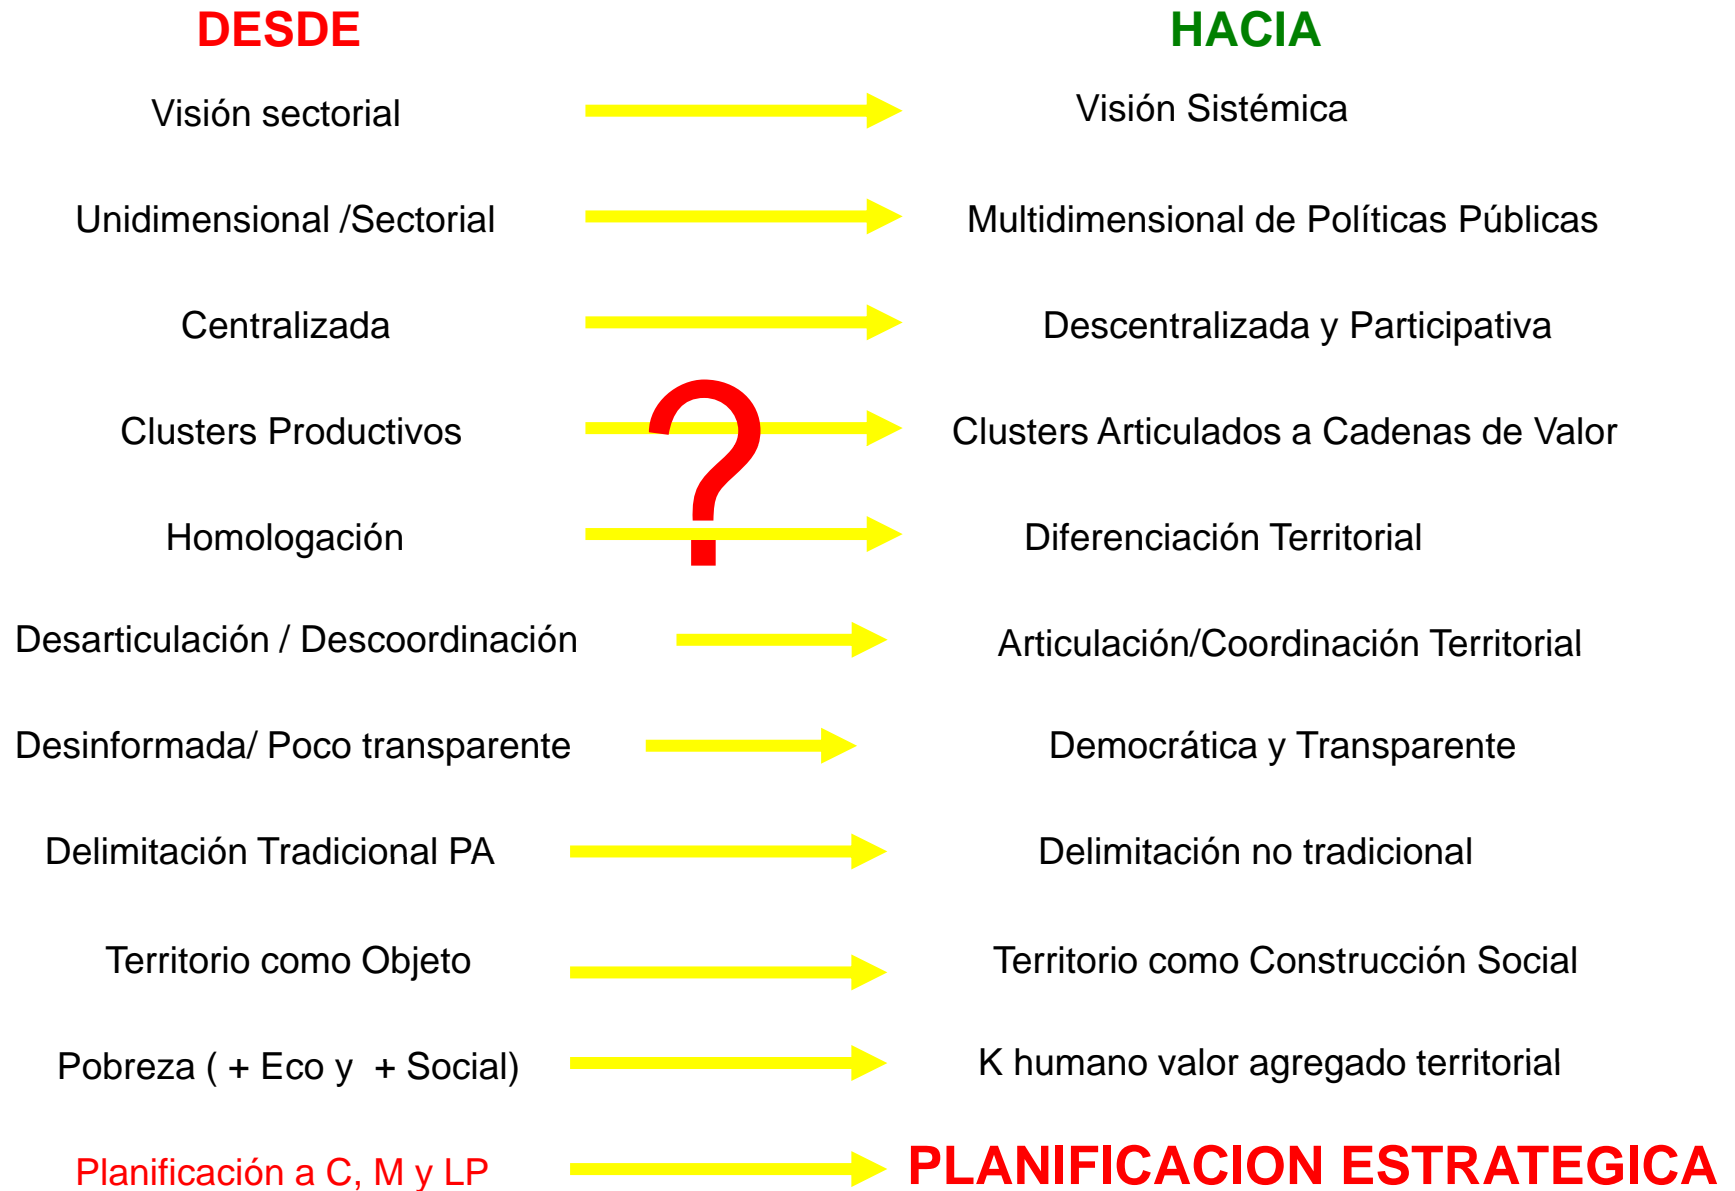 DESDE HACIA
Visión sectorial Visión Sistémica
Unidimensional /Sectorial Multidimensional de Políticas Públicas
Centralizada Descentralizada y Participativa
?
Clusters Productivos Clusters Articulados a Cadenas de Valor
Homologación Diferenciación Territorial
Desarticulación / Descoordinación Articulación/Coordinación Territorial
Desinformada/ Poco transparente Democrática y Transparente
Delimitación Tradicional PA Delimitación no tradicional
Territorio como Objeto Territorio como Construcción Social
Pobreza ( + Eco y + Social) K humano valor agregado territorial
Planificación a C, M y LP PLANIFICACION ESTRATEGICA